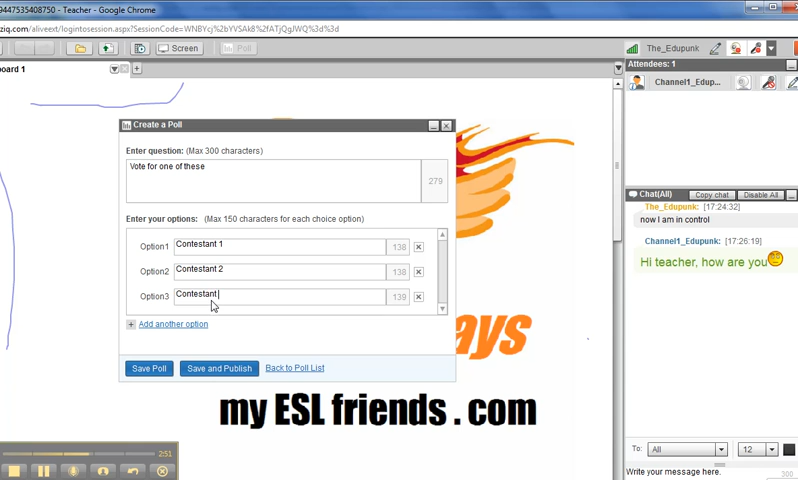 9447535408750 - Teacher - Google Chrome
ziq.com/aliveext/logintosession.aspx?SessionCode=WNBYcj%2bYVSAk8%2fATjQgJWQ%3d%3d
Screen
Poll
The_Edupunk
board 1
Attendees: 1
Channel1_Edup...
Create a Poll
Enter question: (Max 300 characters)
Vote for one of these
279
Enter your options: (Max 150 characters for each choice option)
Option1 Contestant 1 138
Option2 Contestant 2 138
Option3 Contestant 139
Add another option
Save Poll
Save and Publish
Back to Poll List
ays
my ESL friends . com
Chat(All)
Copy chat
Disable All
The_Edupunk: [17:24:32]
now I am in control
Channel1_Edupunk: [17:26:19]
Hi teacher, how are you
To: All
12
Write your message here.
300
2:51